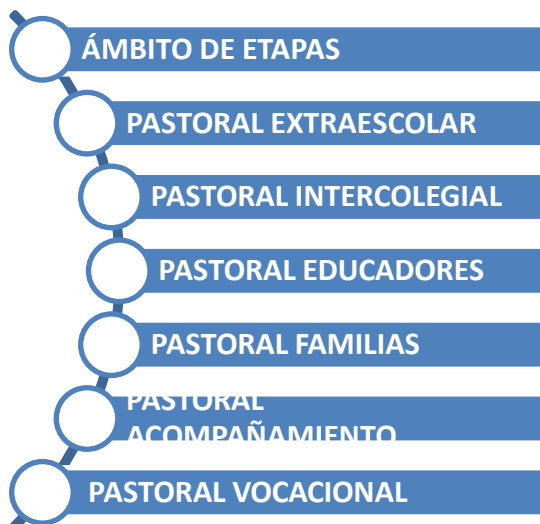 ÁMBITO DE ETAPAS
PASTORAL EXTRAESCOLAR
PASTORAL INTERCOLEGIAL
PASTORAL EDUCADORES
PASTORAL FAMILIAS
PASTORAL
ACOMPAÑAMIENTO
PASTORAL VOCACIONAL